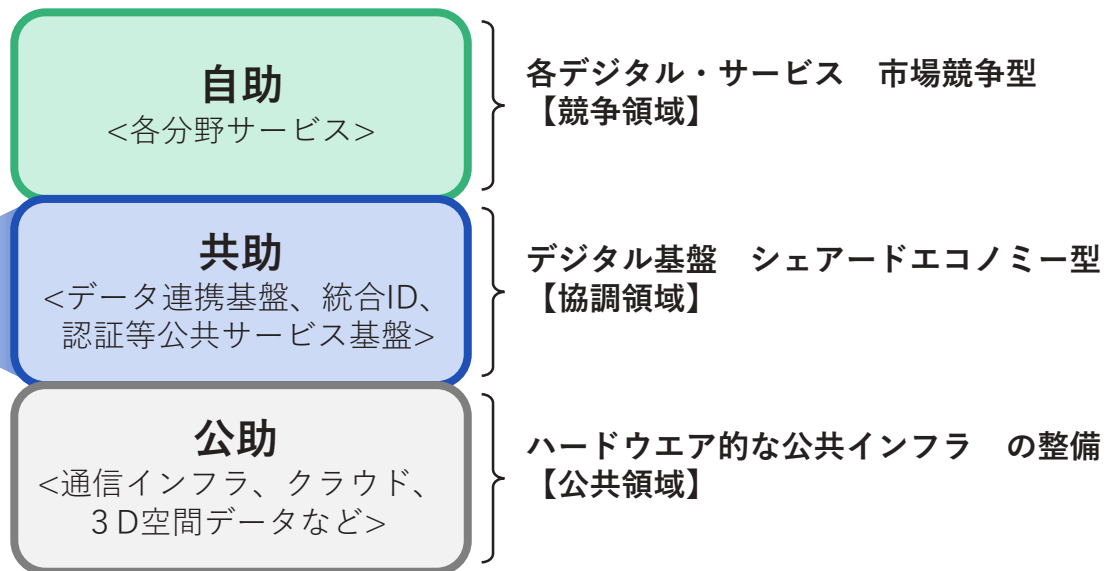 自助
<各分野サービス>
各デジタル・サービス　市場競争型
【競争領域】
共助
<データ連携基盤、統合ID、
認証等公共サービス基盤>
デジタル基盤　シェアードエコノミー型
【協調領域】
公助
<通信インフラ、クラウド、
３D空間データなど>
ハードウエア的な公共インフラ　の整備
【公共領域】